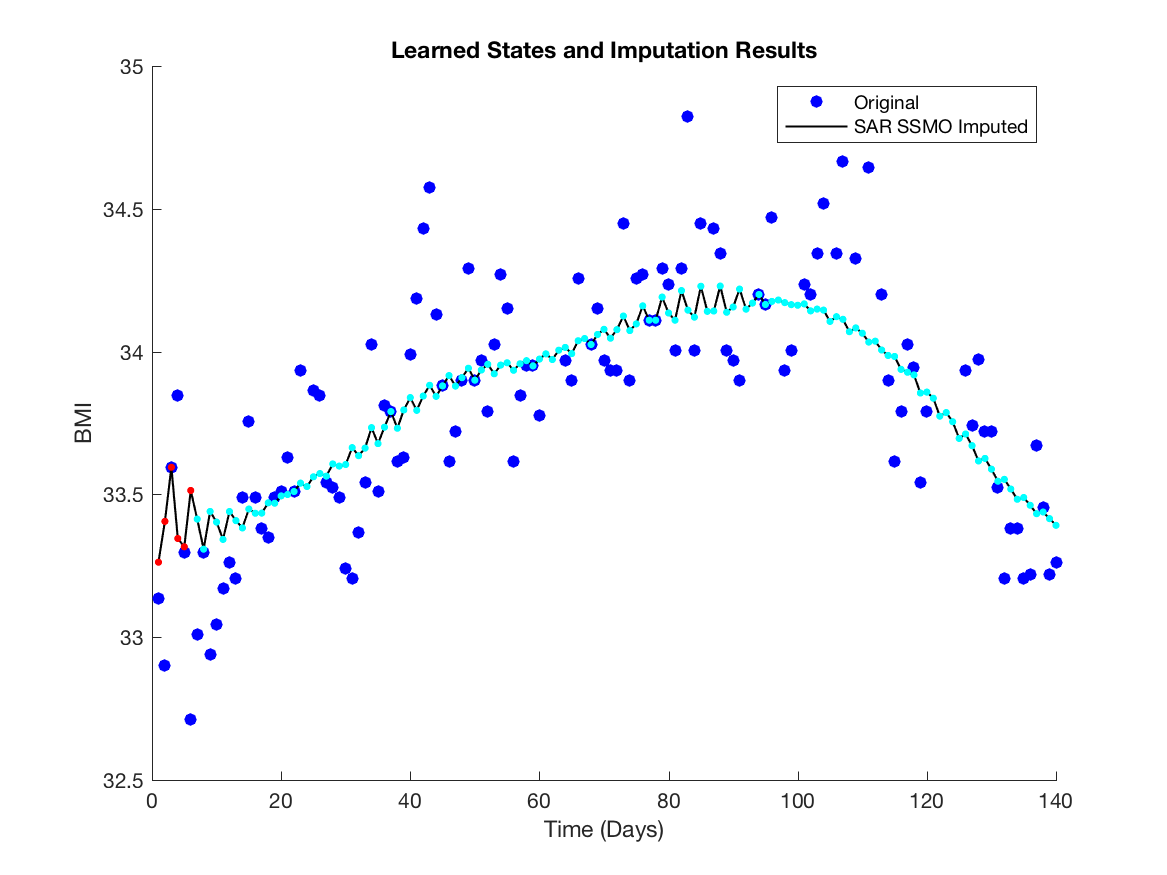 Learned States and Imputation Results
35
34.5
34
33.5
33
32.5
BMI
Original
SAR SSMO Imputed
0 20 40 60 80 100 120 140
Time (Days)